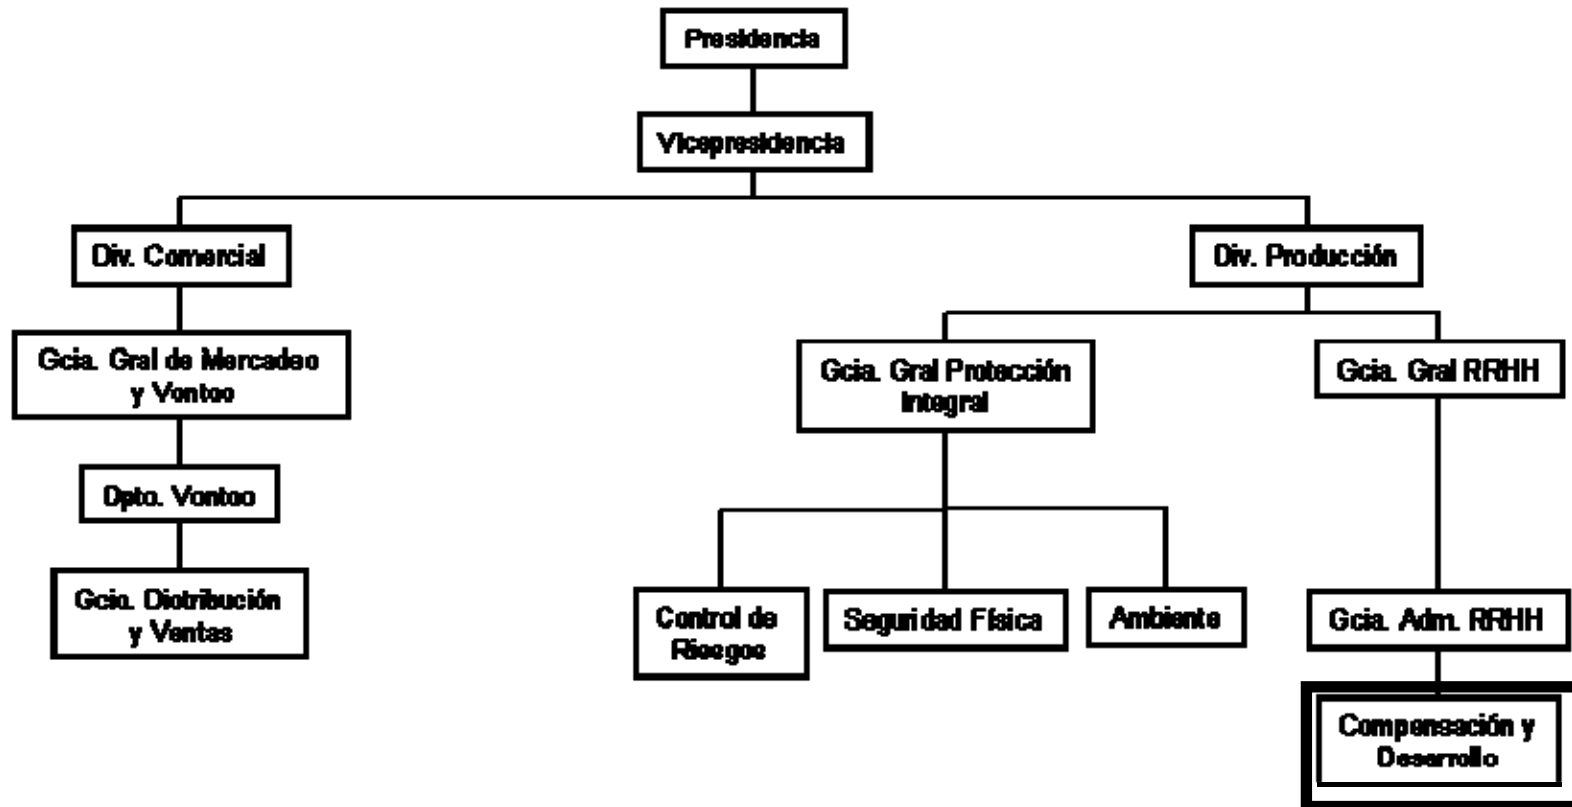 Presidencia
Vicepresidencia
Div. Comercial
Div. Producción
Gcia. Gral de Mercadeo
y Ventas
Gcia. Gral Protección
Integral
Gcia. Gral RRHH
Dpto. Ventas
Gcia. Distribución
y Ventas
Control de
Riesgos
Seguridad Física
Ambiente
Gcia. Adm. RRHH
Compensación y
Desarrollo